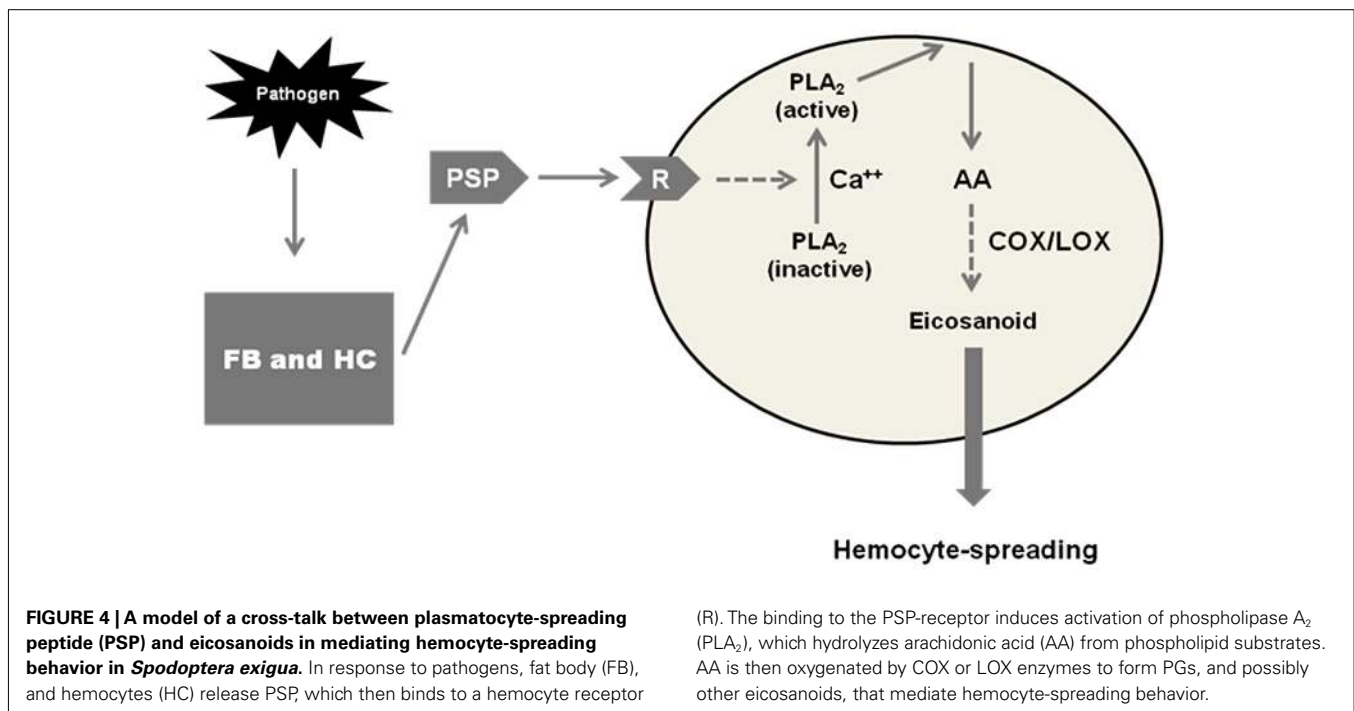 Pathogen
PSP
R
FB and HC
PLA₂
(active)
Ca⁺⁺
PLA₂
(inactive)
AA
COX/LOX
Eicosanoid
Hemocyte-spreading
FIGURE 4 | A model of a cross-talk between plasmatocyte-spreading
peptide (PSP) and eicosanoids in mediating hemocyte-spreading
behavior in Spodoptera exigua. In response to pathogens, fat body (FB),
and hemocytes (HC) release PSP, which then binds to a hemocyte receptor
(R). The binding to the PSP-receptor induces activation of phospholipase A₂
(PLA₂), which hydrolyzes arachidonic acid (AA) from phospholipid substrates.
AA is then oxygenated by COX or LOX enzymes to form PGs, and possibly
other eicosanoids, that mediate hemocyte-spreading behavior.